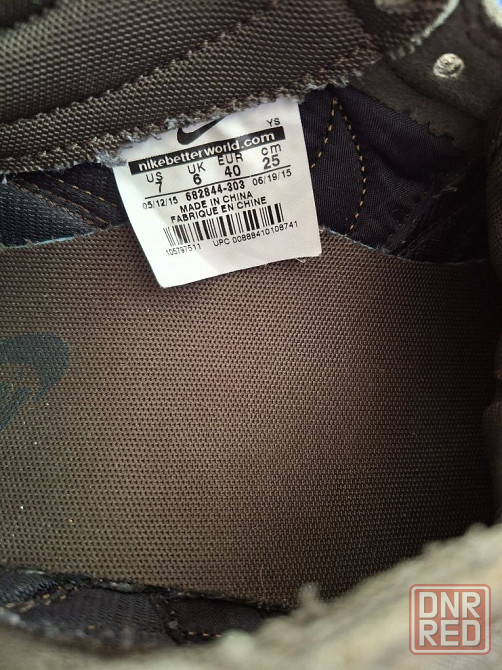 YS
nikebetterworld.com
US UK EUR cm
7 6 40 25
05/12/15 682844-303 06/19/15
MADE IN CHINA
FABRIQUE EN CHINE
105797511 UPC 00888410108741
DNR
RED